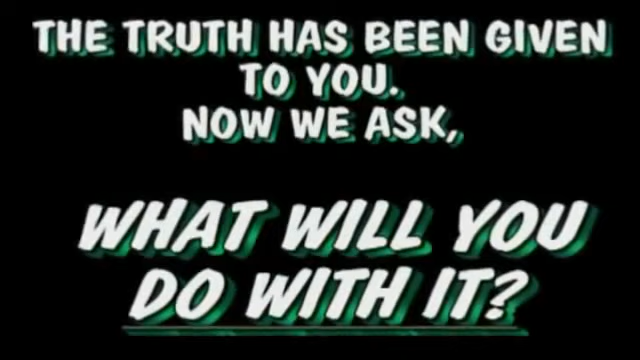 THE TRUTH HAS BEEN GIVEN
TO YOU.
NOW WE ASK,
WHAT WILL YOU
DO WITH IT?